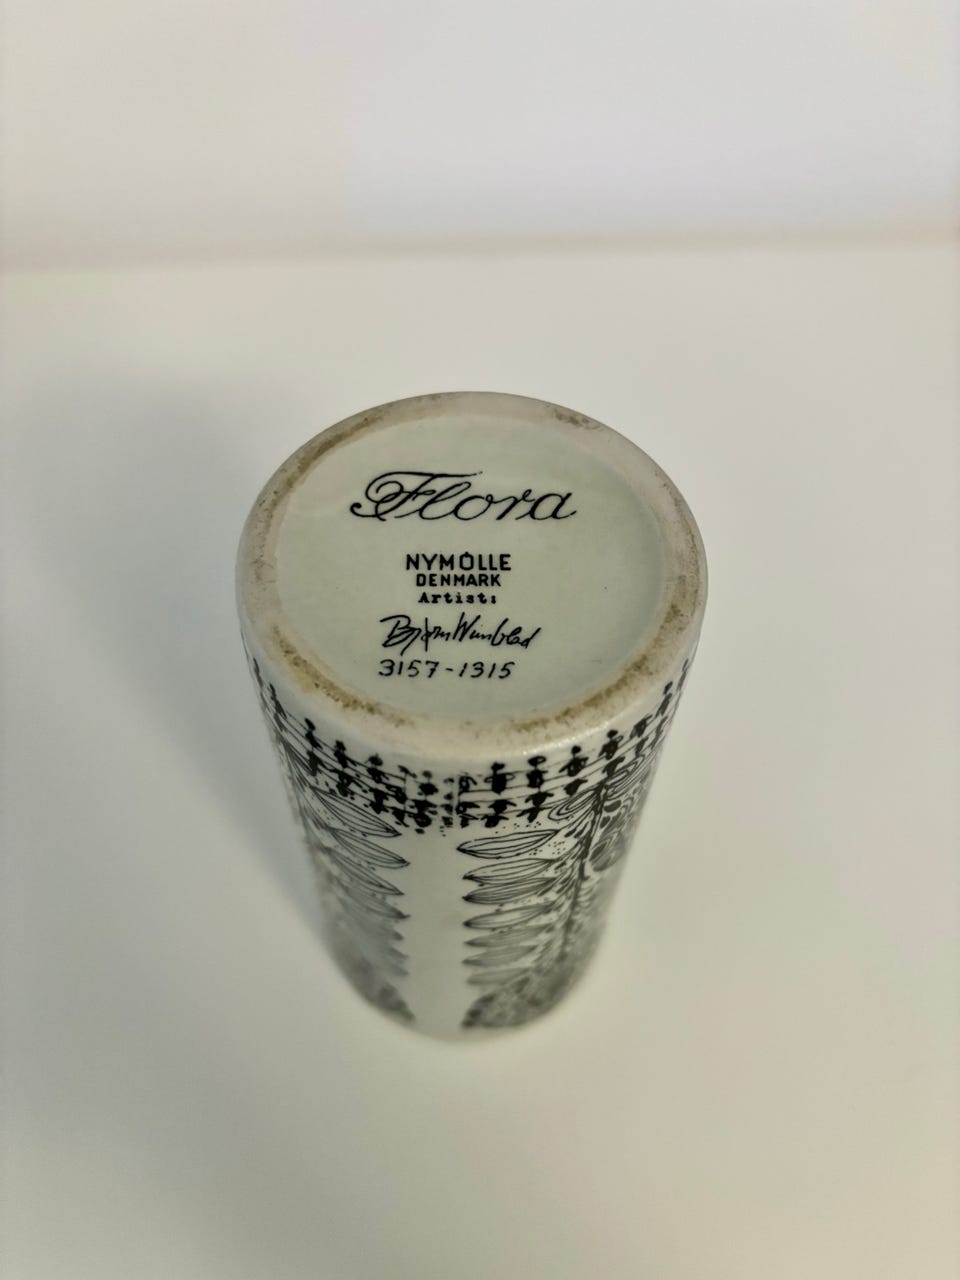 Flora
NYMÖLLE
DENMARK
Artist:
Bjørn Wiinblad
3157-1315